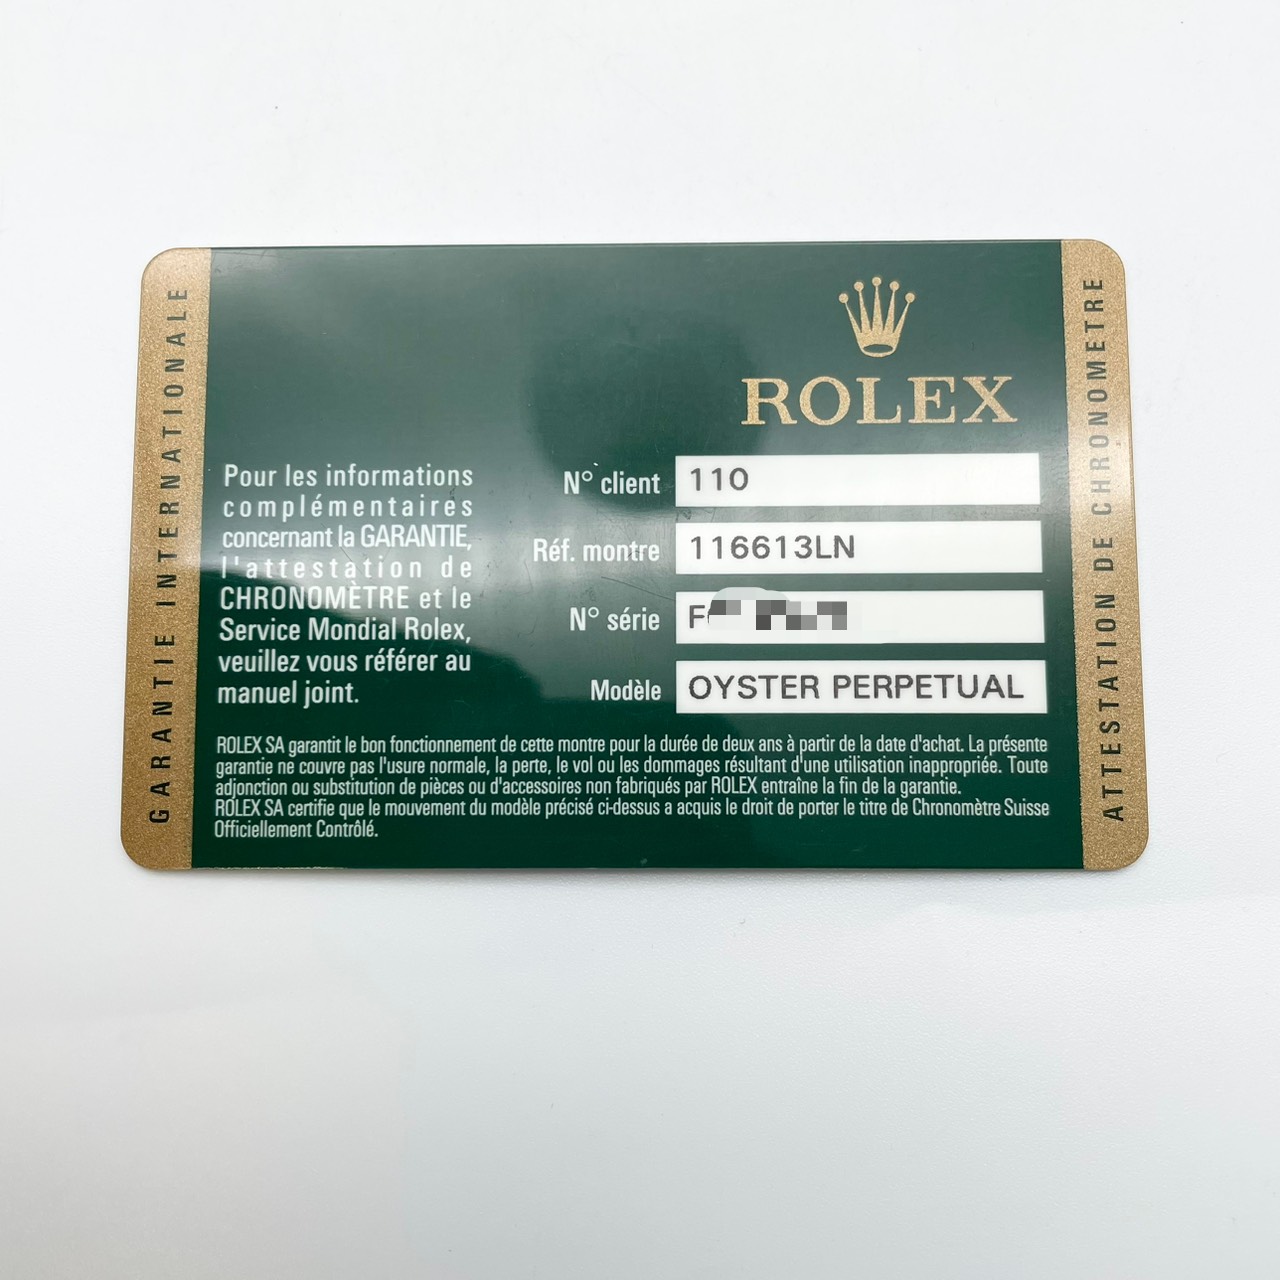 GARANTIE INTERNATIONALE
ROLEX
Pour les informations
complémentaires
concernant la GARANTIE,
l'attestation de
CHRONOMÈTRE et le
Service Mondial Rolex,
veuillez vous référer au
manuel joint.
N° client 110
Réf. montre 116613LN
N° série F
Modèle OYSTER PERPETUAL
ROLEX SA garantit le bon fonctionnement de cette montre pour la durée de deux ans à partir de la date d'achat. La présente
garantie ne couvre pas l'usure normale, la perte, le vol ou les dommages résultant d'une utilisation inappropriée. Toute
adjonction ou substitution de pièces ou d'accessoires non fabriqués par ROLEX entraîne la fin de la garantie.
ROLEX SA certifie que le mouvement du modèle précisé ci-dessus a acquis le droit de porter le titre de Chronomètre Suisse
Officiellement Contrôlé.
ATTESTATION DE CHRONOMETRE